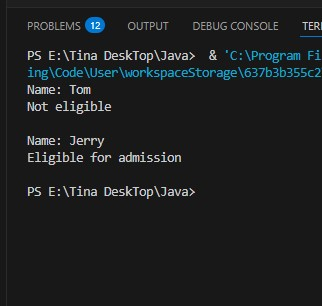 PROBLEMS 12 OUTPUT DEBUG CONSOLE
PS E:\Tina DeskTop\Java> & 'C:\Program Fi
ing\Code\User\workspaceStorage\637b3b355c2
Name: Tom
Not eligible
Name: Jerry
Eligible for admission
PS E:\Tina DeskTop\Java>